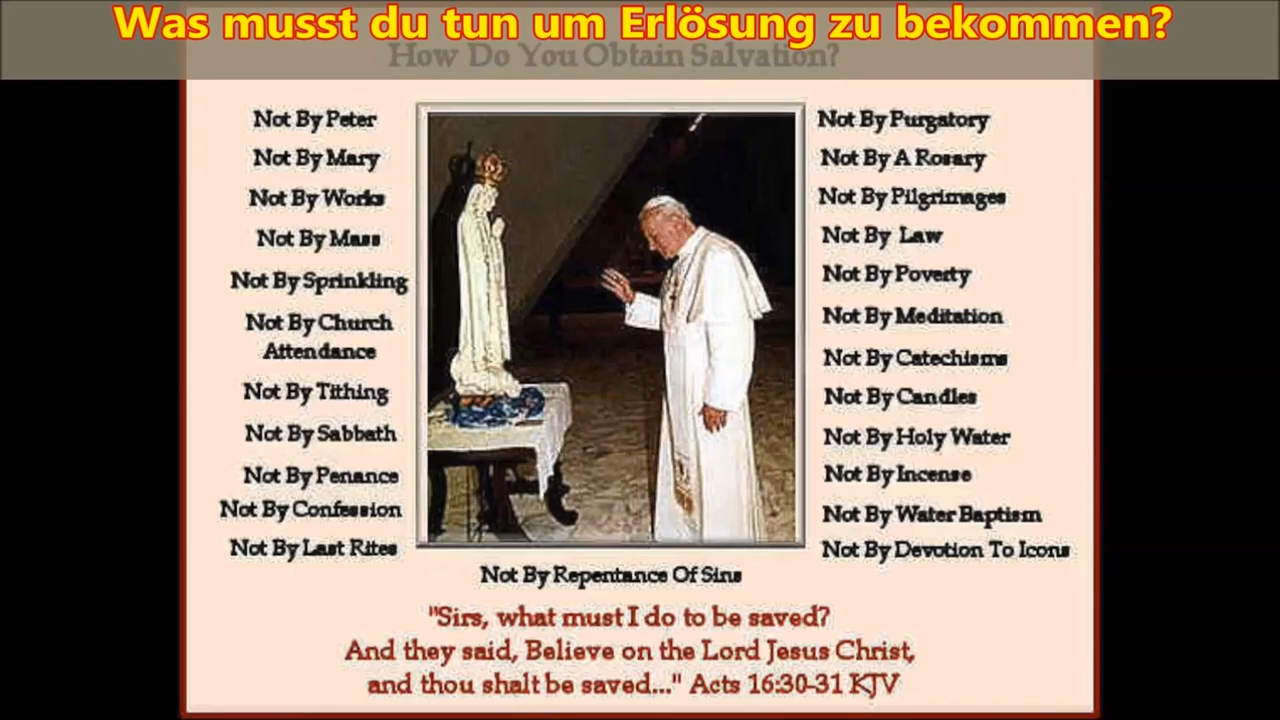 Was musst du tun um Erlösung zu bekommen?
How Do You Obtain Salvation?
Not By Peter
Not By Mary
Not By Works
Not By Mass
Not By Sprinkling
Not By Church
Attendance
Not By Tithing
Not By Sabbath
Not By Penance
Not By Confession
Not By Last Rites
Not By Purgatory
Not By A Rosary
Not By Pilgrimages
Not By Law
Not By Poverty
Not By Meditation
Not By Catechisms
Not By Candles
Not By Holy Water
Not By Incense
Not By Water Baptism
Not By Devotion To Icons
Not By Repentance Of Sins
"Sirs, what must I do to be saved?
And they said, Believe on the Lord Jesus Christ,
and thou shalt be saved..." Acts 16:30-31 KJV